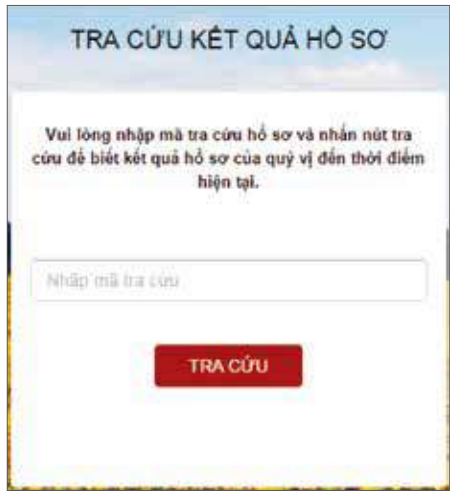 TRA CỨU KẾT QUẢ HỒ SƠ
Vui lòng nhập mã tra cứu hồ sơ và nhấn nút tra
cứu để biết kết quả hồ sơ của quý vị đến thời điểm
hiện tại.
Nhập mã tra cứu
TRA CỨU